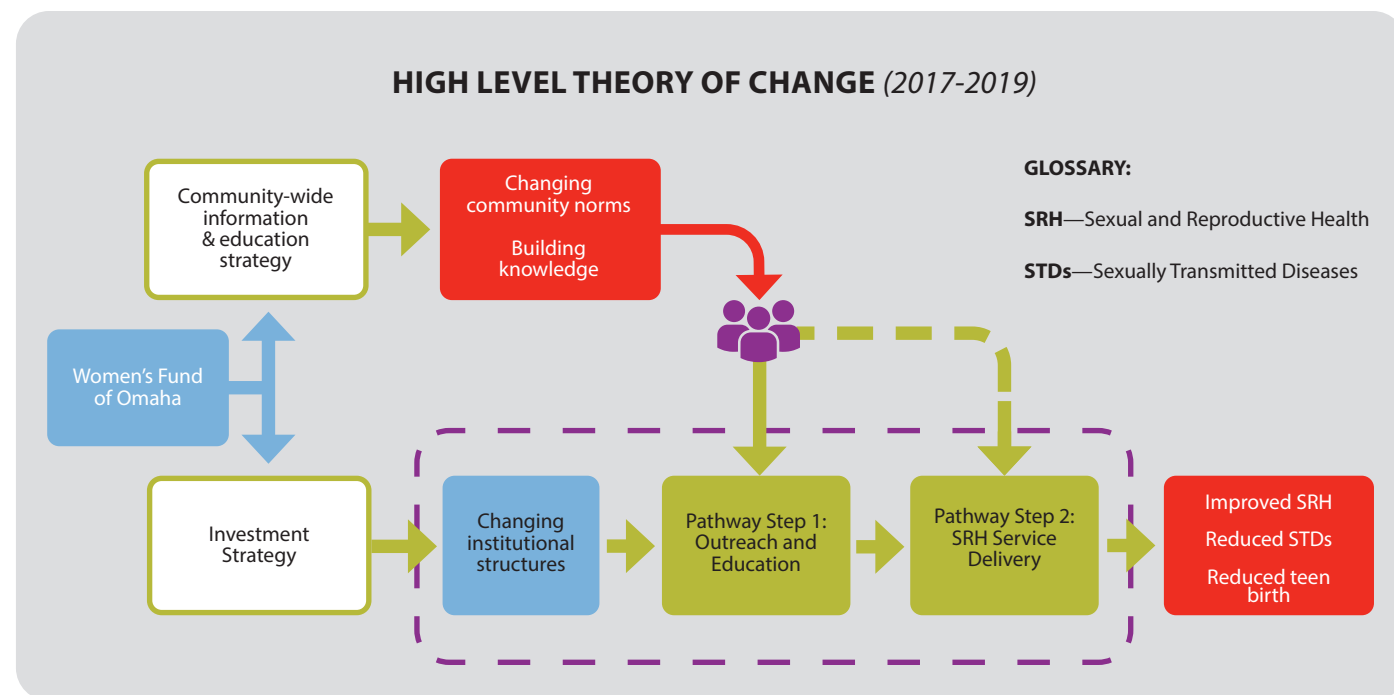 HIGH LEVEL THEORY OF CHANGE (2017-2019)
Community-wide
information
& education
strategy
Changing
community norms
Building
knowledge
GLOSSARY:
SRH—Sexual and Reproductive Health
STDs—Sexually Transmitted Diseases
Women's Fund
of Omaha
Investment
Strategy
Changing
institutional
structures
Pathway Step 1:
Outreach and
Education
Pathway Step 2:
SRH Service
Delivery
Improved SRH
Reduced STDs
Reduced teen
birth